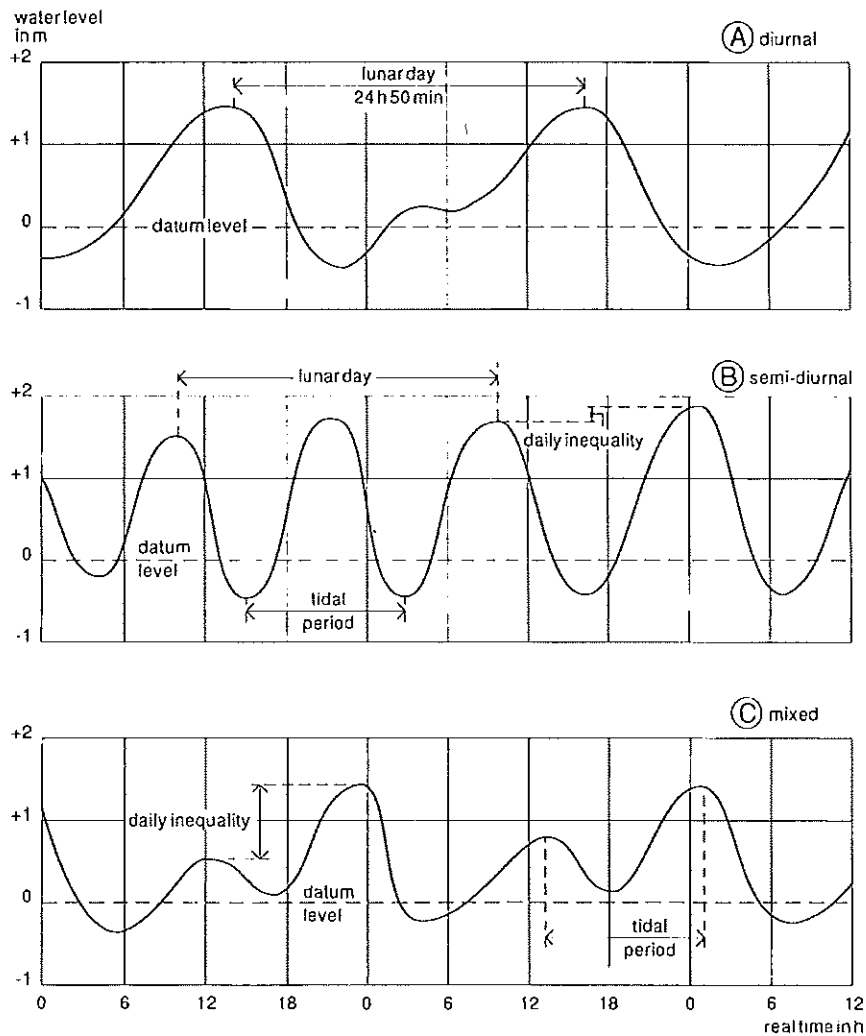 water level
in m
Ⓐ diurnal
+2
lunar day
24 h 50 min
+1
0
datum level
-1
Ⓑ semi-diurnal
lunar day
+2
daily inequality
+1
datum
level
0
tidal
period
-1
Ⓒ mixed
+2
+1
daily inequality
datum
level
0
tidal
period
-1
0 6 12 18 0 6 12 18 0 6 12
real time in h